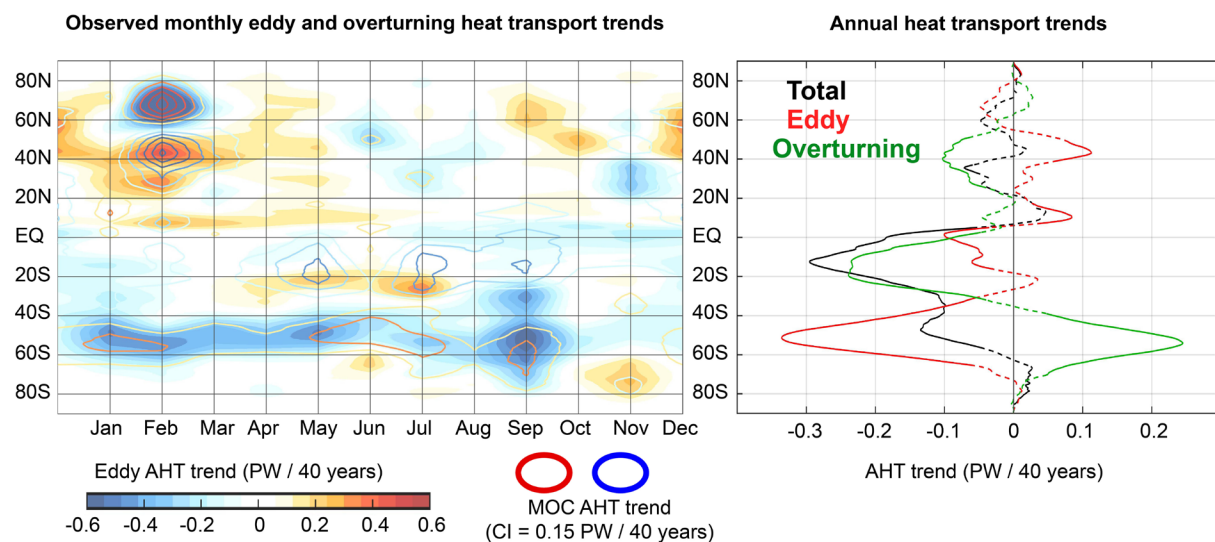 Observed monthly eddy and overturning heat transport trends
80N
60N
40N
20N
EQ
20S
40S
60S
80S
Jan Feb Mar Apr May Jun Jul Aug Sep Oct Nov Dec
Eddy AHT trend (PW / 40 years)
-0.6 -0.4 -0.2 0 0.2 0.4 0.6
MOC AHT trend
(CI = 0.15 PW / 40 years)
Annual heat transport trends
Total
Eddy
Overturning
80N
60N
40N
20N
EQ
20S
40S
60S
80S
-0.3 -0.2 -0.1 0 0.1 0.2
AHT trend (PW / 40 years)